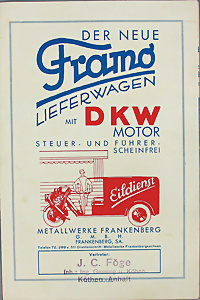 DER NEUE
Framo
LIEFERWAGEN
MIT DKW
MOTOR
STEUER- UND FÜHRER-
SCHEINFREI
Eildienst
METALLWERKE FRANKENBERG
G. M. B. H.
FRANKENBERG, SA.
Vertreter:
J. C. Föge
Köthen-Anhalt